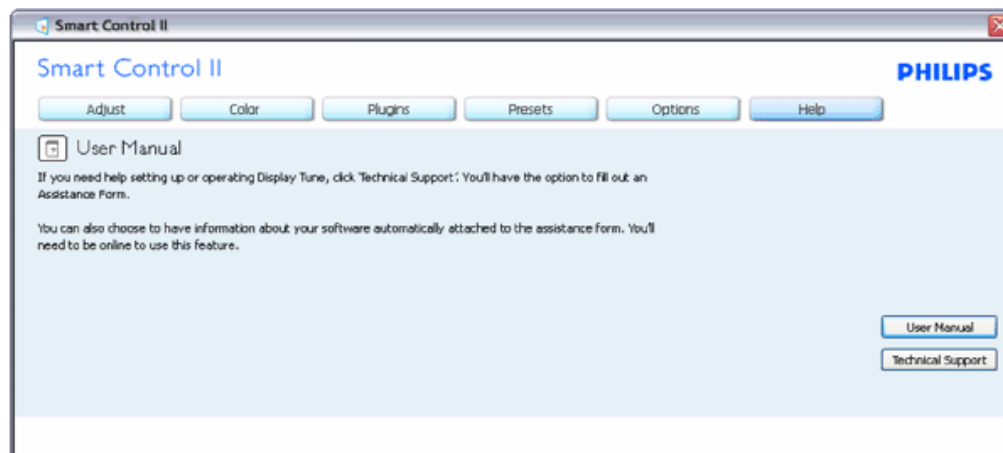 Smart Control II
Smart Control II
PHILIPS
Adjust
Color
Plugins
Presets
Options
Help
User Manual
If you need help setting up or operating Display Tune, click 'Technical Support'. You'll have the option to fill out an
Assistance Form.
You can also choose to have information about your software automatically attached to the assistance form. You'll
need to be online to use this feature.
User Manual
Technical Support